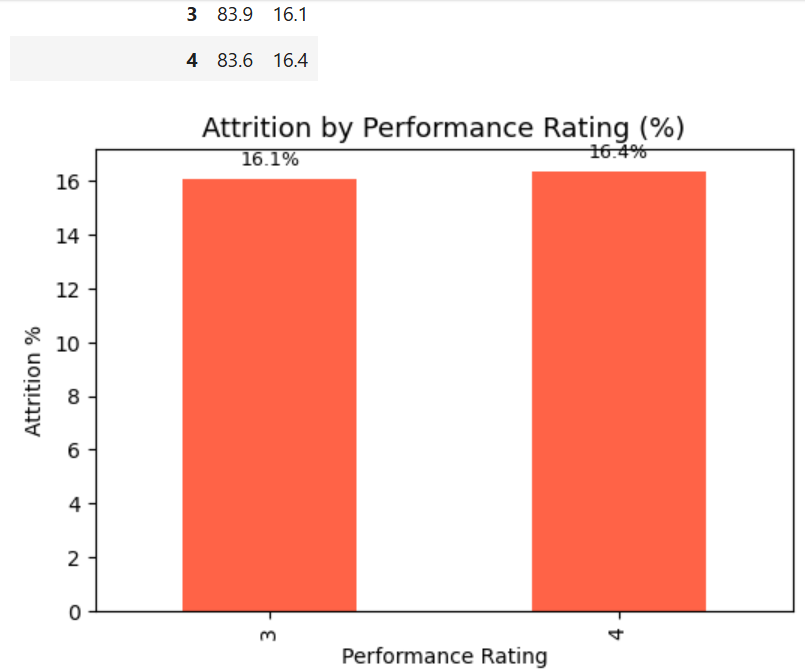 3 83.9 16.1
4 83.6 16.4
Attrition by Performance Rating (%)
16.1%
16.4%
16
14
12
10
8
6
4
2
0
Attrition %
3
4
Performance Rating